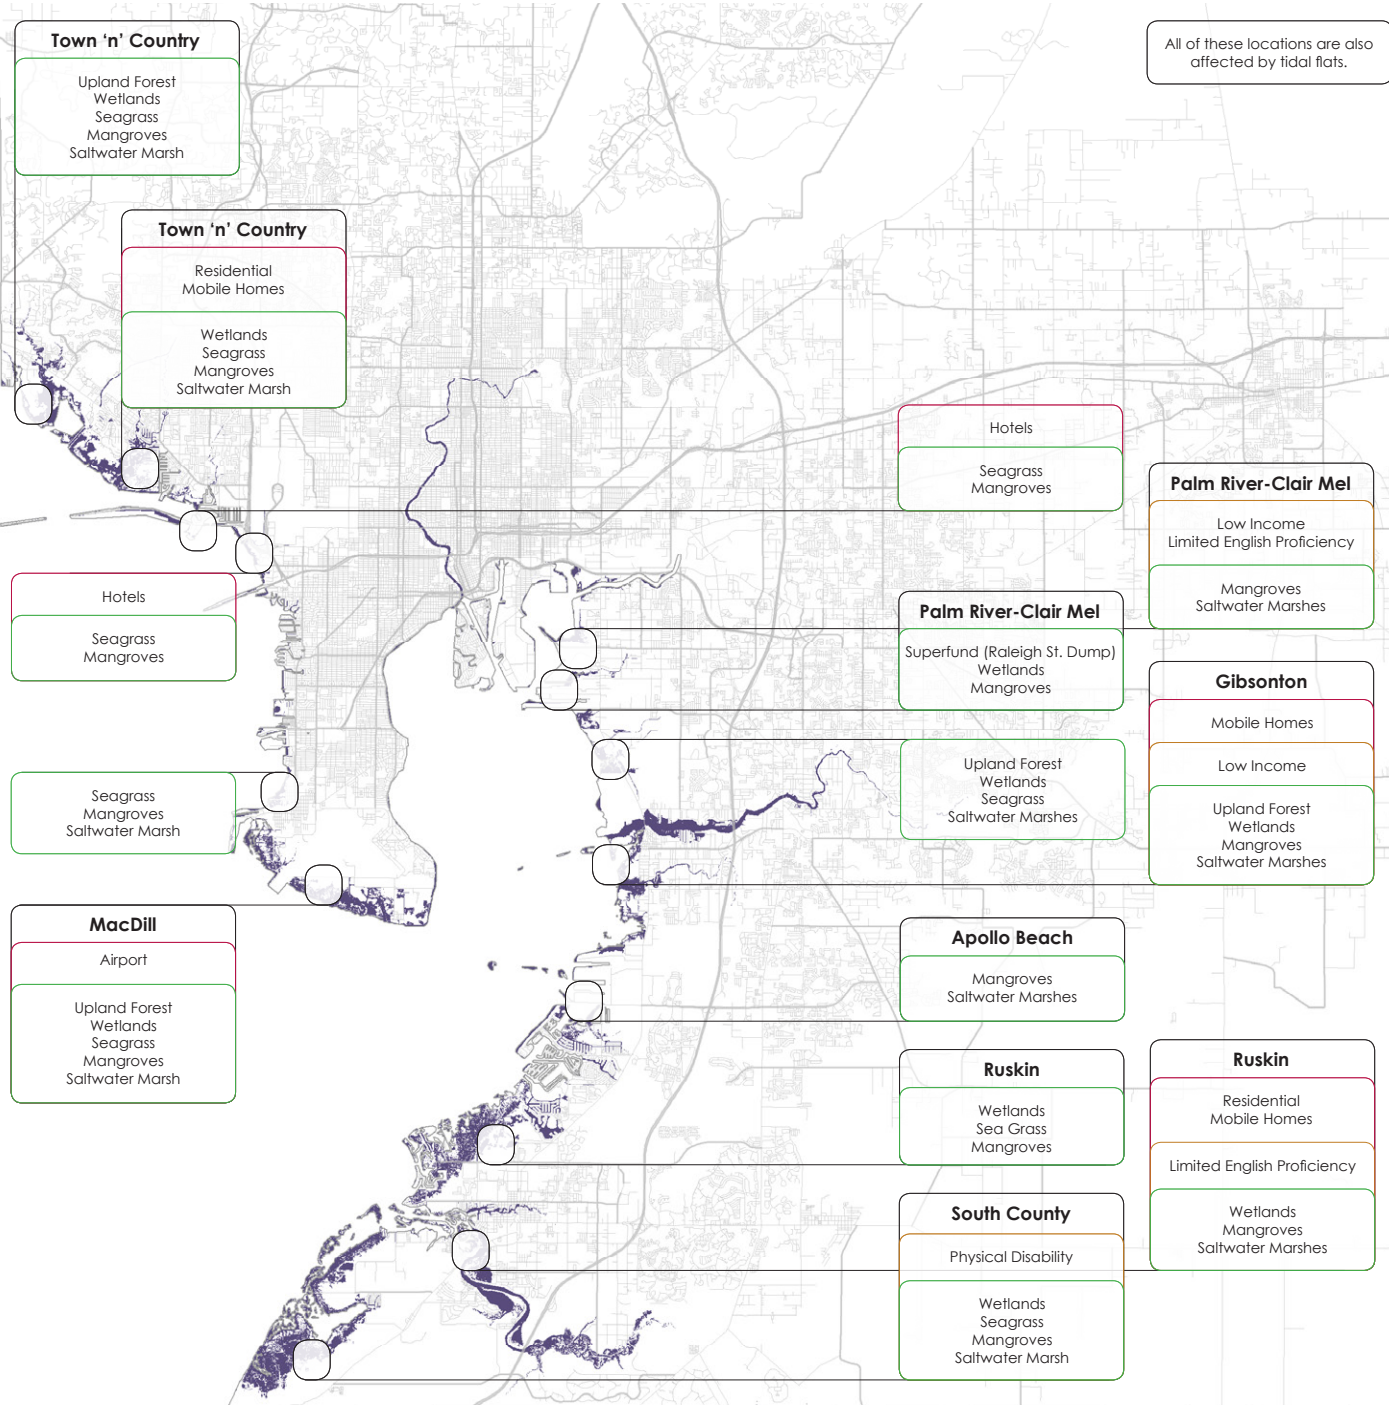 Town ‘n’ Country
Upland Forest
Wetlands
Seagrass
Mangroves
Saltwater Marsh
All of these locations are also
affected by tidal flats.
Town ‘n’ Country
Residential
Mobile Homes
Wetlands
Seagrass
Mangroves
Saltwater Marsh
Hotels
Seagrass
Mangroves
Palm River-Clair Mel
Low Income
Limited English Proficiency
Mangroves
Saltwater Marshes
Hotels
Seagrass
Mangroves
Palm River-Clair Mel
Superfund (Raleigh St. Dump)
Wetlands
Mangroves
Gibsonton
Mobile Homes
Low Income
Upland Forest
Wetlands
Mangroves
Saltwater Marshes
Upland Forest
Wetlands
Seagrass
Saltwater Marshes
Seagrass
Mangroves
Saltwater Marsh
MacDill
Airport
Upland Forest
Wetlands
Seagrass
Mangroves
Saltwater Marsh
Apollo Beach
Mangroves
Saltwater Marshes
Ruskin
Wetlands
Sea Grass
Mangroves
Ruskin
Residential
Mobile Homes
Limited English Proficiency
Wetlands
Mangroves
Saltwater Marshes
South County
Physical Disability
Wetlands
Seagrass
Mangroves
Saltwater Marsh